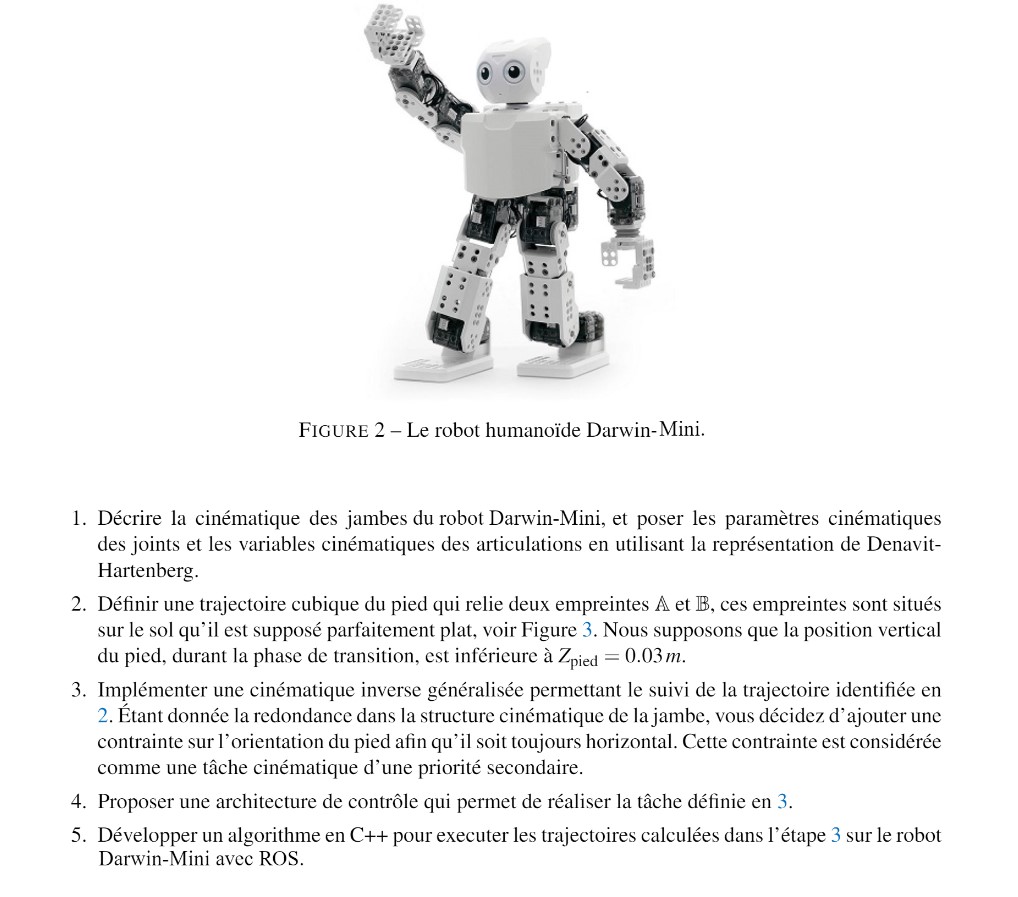 FIGURE 2 – Le robot humanoïde Darwin-Mini.
1. Décrire la cinématique des jambes du robot Darwin-Mini, et poser les paramètres cinématiques
des joints et les variables cinématiques des articulations en utilisant la représentation de Denavit-
Hartenberg.
2. Définir une trajectoire cubique du pied qui relie deux empreintes 𝔸 et 𝔹, ces empreintes sont situés
sur le sol qu'il est supposé parfaitement plat, voir Figure 3. Nous supposons que la position vertical
du pied, durant la phase de transition, est inférieure à Zpied = 0.03m.
3. Implémenter une cinématique inverse généralisée permettant le suivi de la trajectoire identifiée en
2. Étant donnée la redondance dans la structure cinématique de la jambe, vous décidez d'ajouter une
contrainte sur l'orientation du pied afin qu'il soit toujours horizontal. Cette contrainte est considérée
comme une tâche cinématique d'une priorité secondaire.
4. Proposer une architecture de contrôle qui permet de réaliser la tâche définie en 3.
5. Développer un algorithme en C++ pour executer les trajectoires calculées dans l'étape 3 sur le robot
Darwin-Mini avec ROS.